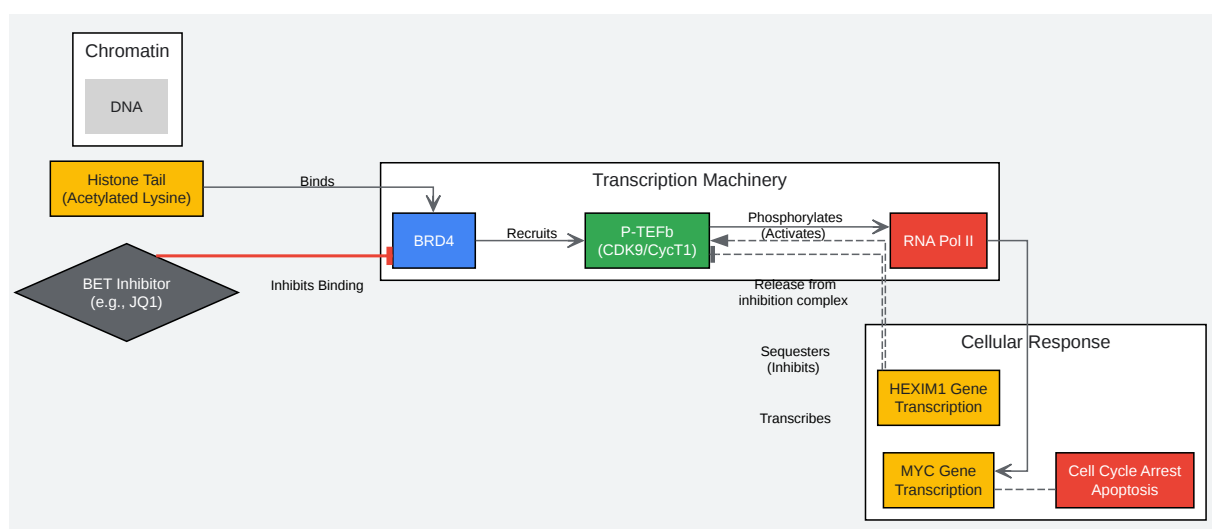 Chromatin
DNA
Histone Tail
(Acetylated Lysine)
Binds
Transcription Machinery
BRD4
Recruits
P-TEFb
(CDK9/CycT1)
Phosphorylates
(Activates)
RNA Pol II
BET Inhibitor
(e.g., JQ1)
Inhibits Binding
Release from
inhibition complex
Cellular Response
Sequesters
(Inhibits)
HEXIM1 Gene
Transcription
Transcribes
MYC Gene
Transcription
Cell Cycle Arrest
Apoptosis